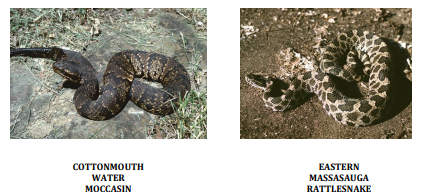 COTTONMOUTH
WATER
MOCCASIN
EASTERN
MASSASAUGA
RATTLESNAKE